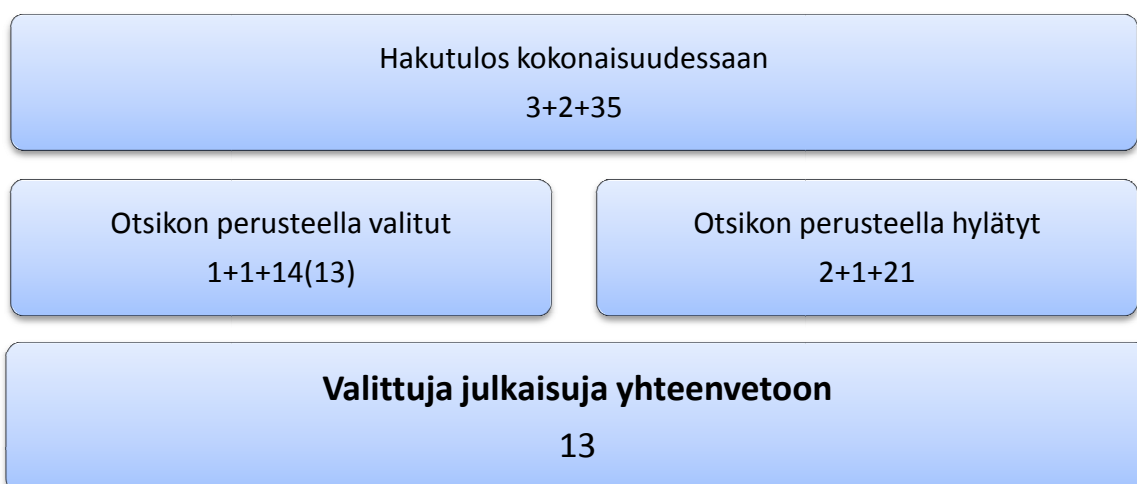 Hakutulos kokonaisuudessaan
3+2+35
Otsikon perusteella valitut
1+1+14(13)
Otsikon perusteella hylätyt
2+1+21
Valittuja julkaisuja yhteenvetoon
13